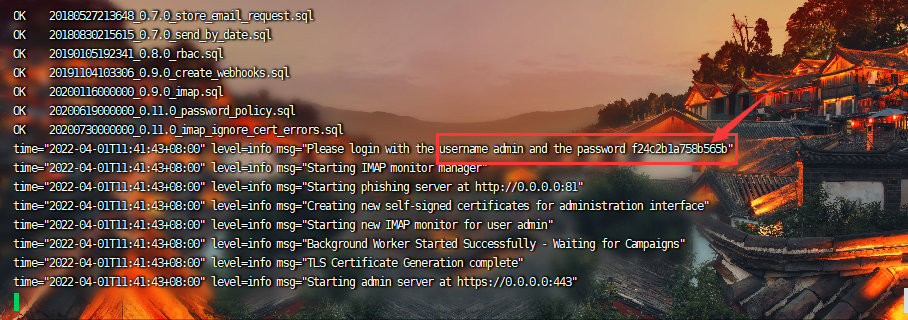 OK    20180527213648_0.7.0_store_email_request.sql
OK    20180830215615_0.7.0_send_by_date.sql
OK    20190105192341_0.8.0_rbac.sql
OK    20191104103306_0.9.0_create_webhooks.sql
OK    20200116000000_0.9.0_imap.sql
OK    20200619000000_0.11.0_password_policy.sql
OK    20200730000000_0.11.0_imap_ignore_cert_errors.sql
time="2022-04-01T11:41:43+08:00" level=info msg="Please login with the username admin and the password f24c2b1a758b565b"
time="2022-04-01T11:41:43+08:00" level=info msg="Starting IMAP monitor manager"
time="2022-04-01T11:41:43+08:00" level=info msg="Starting phishing server at http://0.0.0.0:81"
time="2022-04-01T11:41:43+08:00" level=info msg="Creating new self-signed certificates for administration interface"
time="2022-04-01T11:41:43+08:00" level=info msg="Starting new IMAP monitor for user admin"
time="2022-04-01T11:41:43+08:00" level=info msg="Background Worker Started Successfully - Waiting for Campaigns"
time="2022-04-01T11:41:43+08:00" level=info msg="TLS Certificate Generation complete"
time="2022-04-01T11:41:43+08:00" level=info msg="Starting admin server at https://0.0.0.0:443"